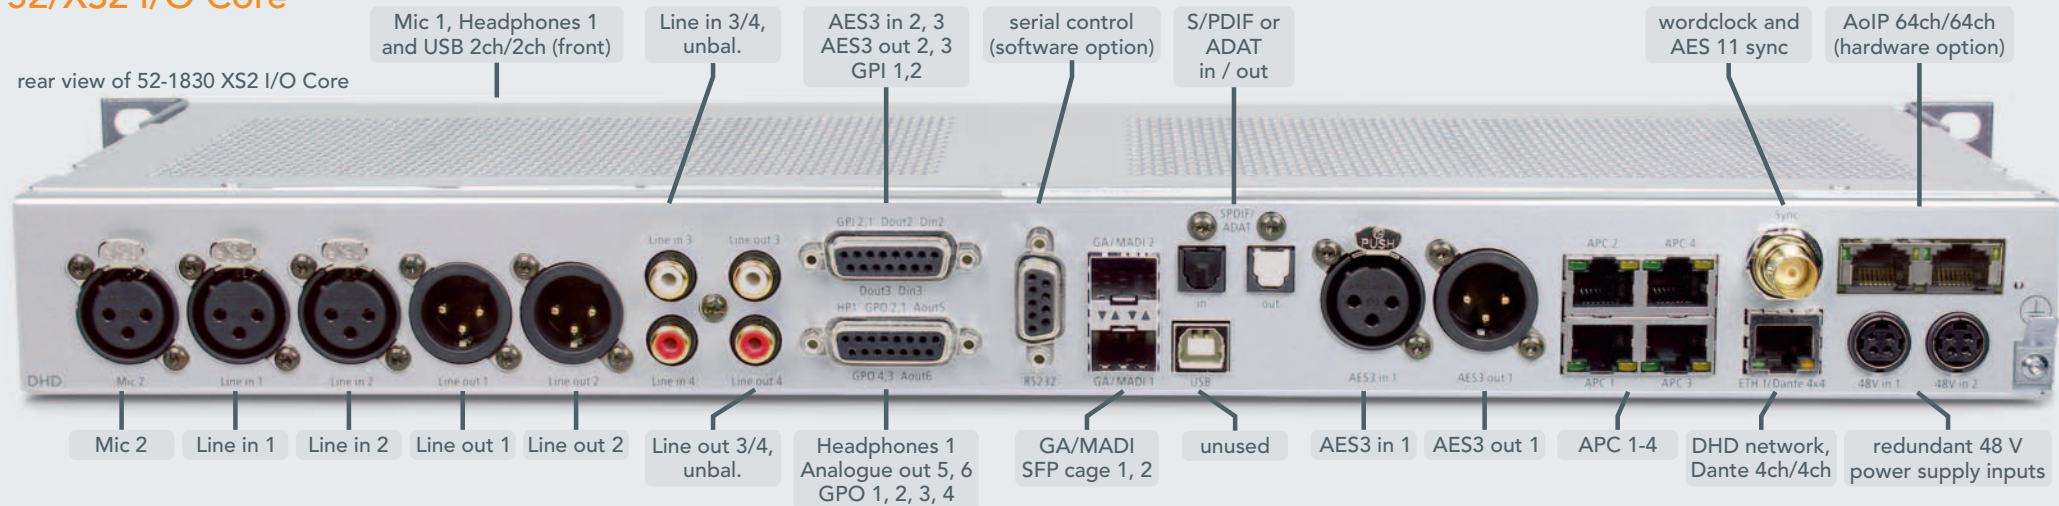 52/XS2 I/O Core
Mic 1, Headphones 1
and USB 2ch/2ch (front)
Line in 3/4,
unbal.
AES3 in 2, 3
AES3 out 2, 3
GPI 1,2
serial control
(software option)
S/PDIF or
ADAT
in / out
wordclock and
AES 11 sync
AoIP 64ch/64ch
(hardware option)
rear view of 52-1830 XS2 I/O Core
GPI 2,1 Dout2 Din2
SPDIF/
ADAT
Sync
PUSH
Line in 3
Line out 3
GA/MADI 2
APC 2
APC 4
Dout3 Din3
in
out
HP1 GPO 2,1 Aout5
DHD
Mic 2
Line in 1
Line in 2
Line out 1
Line out 2
Line in 4
Line out 4
GPO 4,3 Aout6
RS232
GA/MADI 1
USB
AES3 in 1
AES3 out 1
APC 1
APC 3
ETH 1/Dante 4x4
48V in 1
48V in 2
Mic 2
Line in 1
Line in 2
Line out 1
Line out 2
Line out 3/4,
unbal.
Headphones 1
Analogue out 5, 6
GPO 1, 2, 3, 4
GA/MADI
SFP cage 1, 2
unused
AES3 in 1
AES3 out 1
APC 1-4
DHD network,
Dante 4ch/4ch
redundant 48 V
power supply inputs